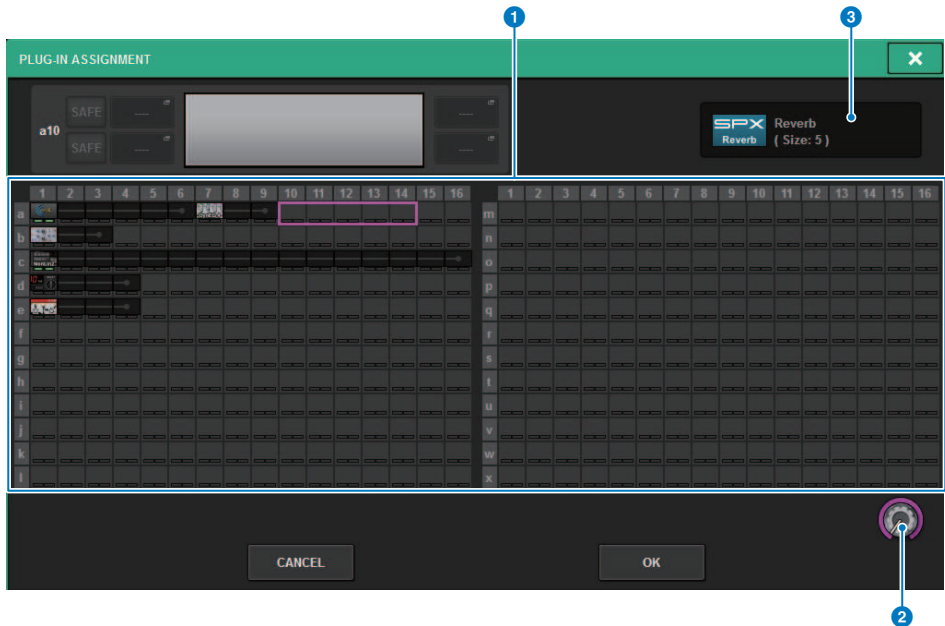 1 3
PLUG-IN ASSIGNMENT
a10 SAFE ---- ----
SAFE ---- ----
SPX Reverb Reverb
( Size: 5 )
1 2 3 4 5 6 7 8 9 10 11 12 13 14 15 16 1 2 3 4 5 6 7 8 9 10 11 12 13 14 15 16
a m
b n
c o
d p
e q
f r
g s
h t
i u
j v
k w
l x
CANCEL OK
2